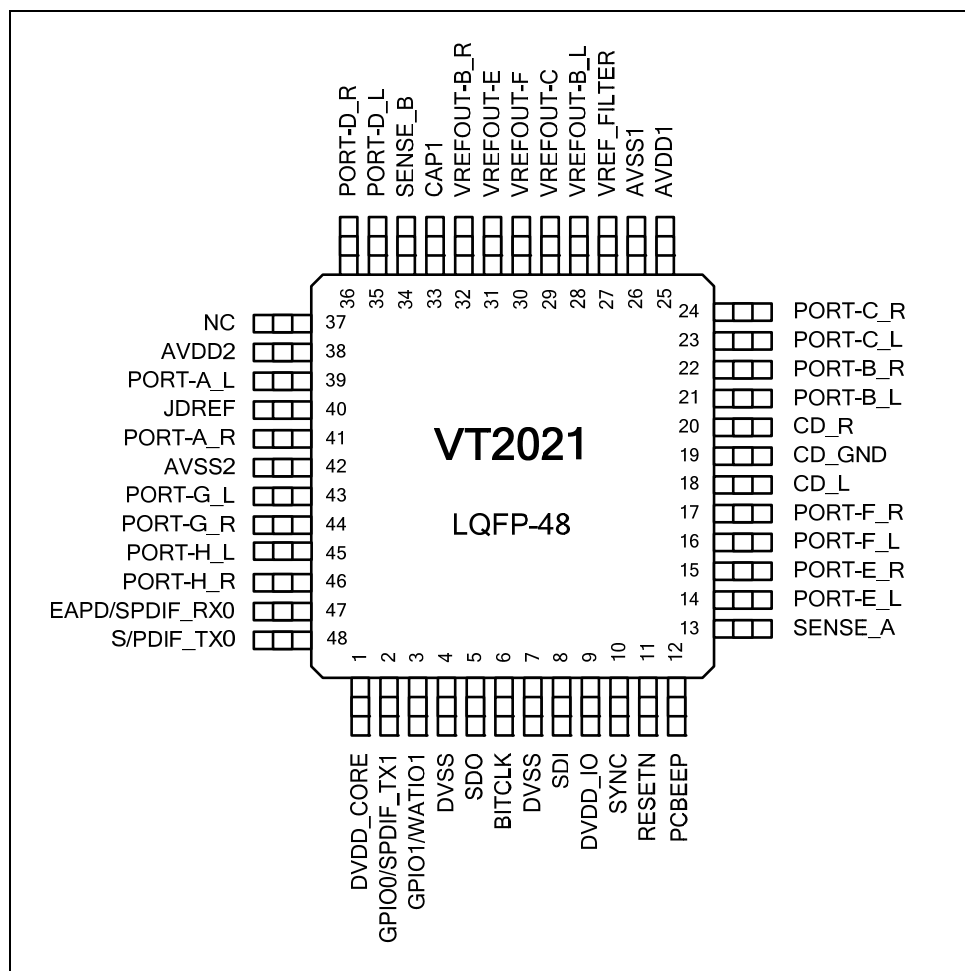 PORT-D_R
PORT-D_L
SENSE_B
CAP1
VREFOUT-B_R
VREFOUT-E
VREFOUT-F
VREFOUT-C
VREFOUT-B_L
VREF_FILTER
AVSS1
AVDD1
36
35
34
33
32
31
30
29
28
27
26
25
NC 37
AVDD2 38
PORT-A_L 39
JDREF 40
PORT-A_R 41
AVSS2 42
PORT-G_L 43
PORT-G_R 44
PORT-H_L 45
PORT-H_R 46
EAPD/SPDIF_RX0 47
S/PDIF_TX0 48
VT2021
LQFP-48
24 PORT-C_R
23 PORT-C_L
22 PORT-B_R
21 PORT-B_L
20 CD_R
19 CD_GND
18 CD_L
17 PORT-F_R
16 PORT-F_L
15 PORT-E_R
14 PORT-E_L
13 SENSE_A
1
2
3
4
5
6
7
8
9
10
11
12
DVDD_CORE
GPIO0/SPDIF_TX1
GPIO1/WATIO1
DVSS
SDO
BITCLK
DVSS
SDI
DVDD_IO
SYNC
RESETN
PCBEEP